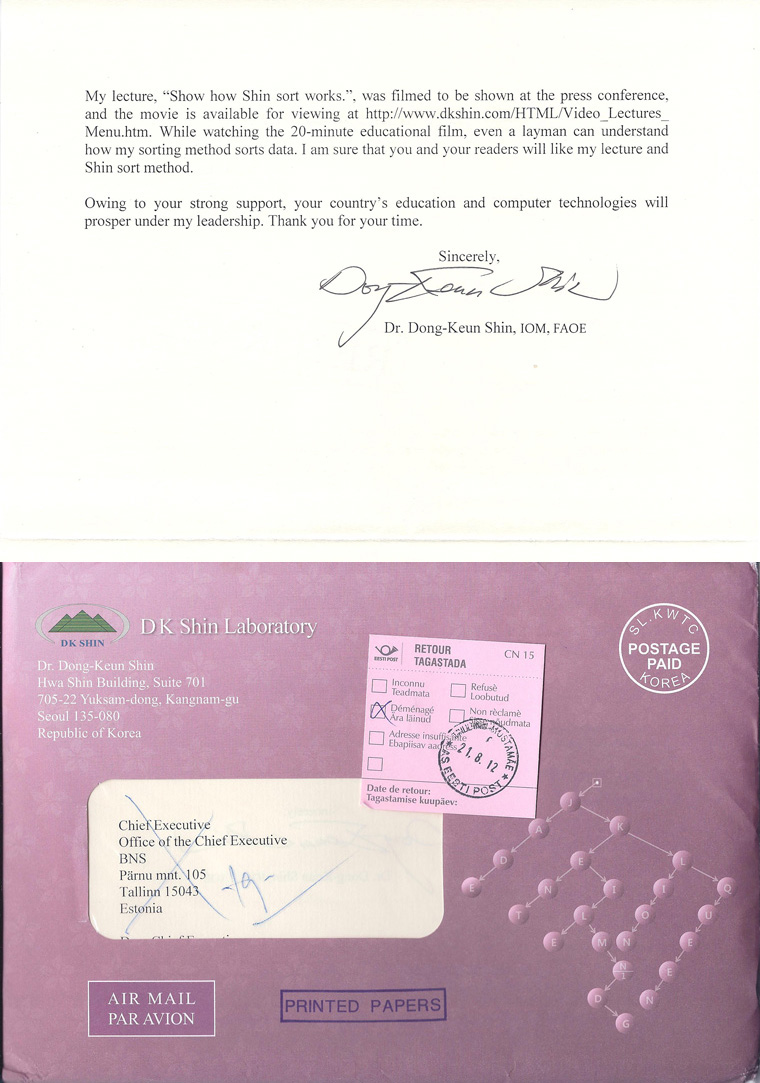 My lecture, “Show how Shin sort works.”, was filmed to be shown at the press conference,
and the movie is available for viewing at http://www.dkshin.com/HTML/Video_Lectures_
Menu.htm. While watching the 20-minute educational film, even a layman can understand
how my sorting method sorts data. I am sure that you and your readers will like my lecture and
Shin sort method.
Owing to your strong support, your country’s education and computer technologies will
prosper under my leadership. Thank you for your time.
Sincerely,
Dong Keun Shin
Dr. Dong-Keun Shin, IOM, FAOE
DK SHIN
DK Shin Laboratory
Dr. Dong-Keun Shin
Hwa Shin Building, Suite 701
705-22 Yuksam-dong, Kangnam-gu
Seoul 135-080
Republic of Korea
EESTI POST
RETOUR
TAGASTADA
CN 15
Inconnu
Teadmata
Refusè
Loobutud
Déménagé
Ära läinud
Non rèclamè
Adresse insuffisante
Ebapiisav aadress
Date de retour:
Tagastamise kuupäev:
21.8.12
AS EESTI POST
SL.KWTC
POSTAGE
PAID
KOREA
Chief Executive
Office of the Chief Executive
BNS
Pärnu mnt. 105
Tallinn 15043
Estonia
AIR MAIL
PAR AVION
PRINTED PAPERS
J
A K
D E L
E N I I Q
T L O U
E M N E
L E
D N
G